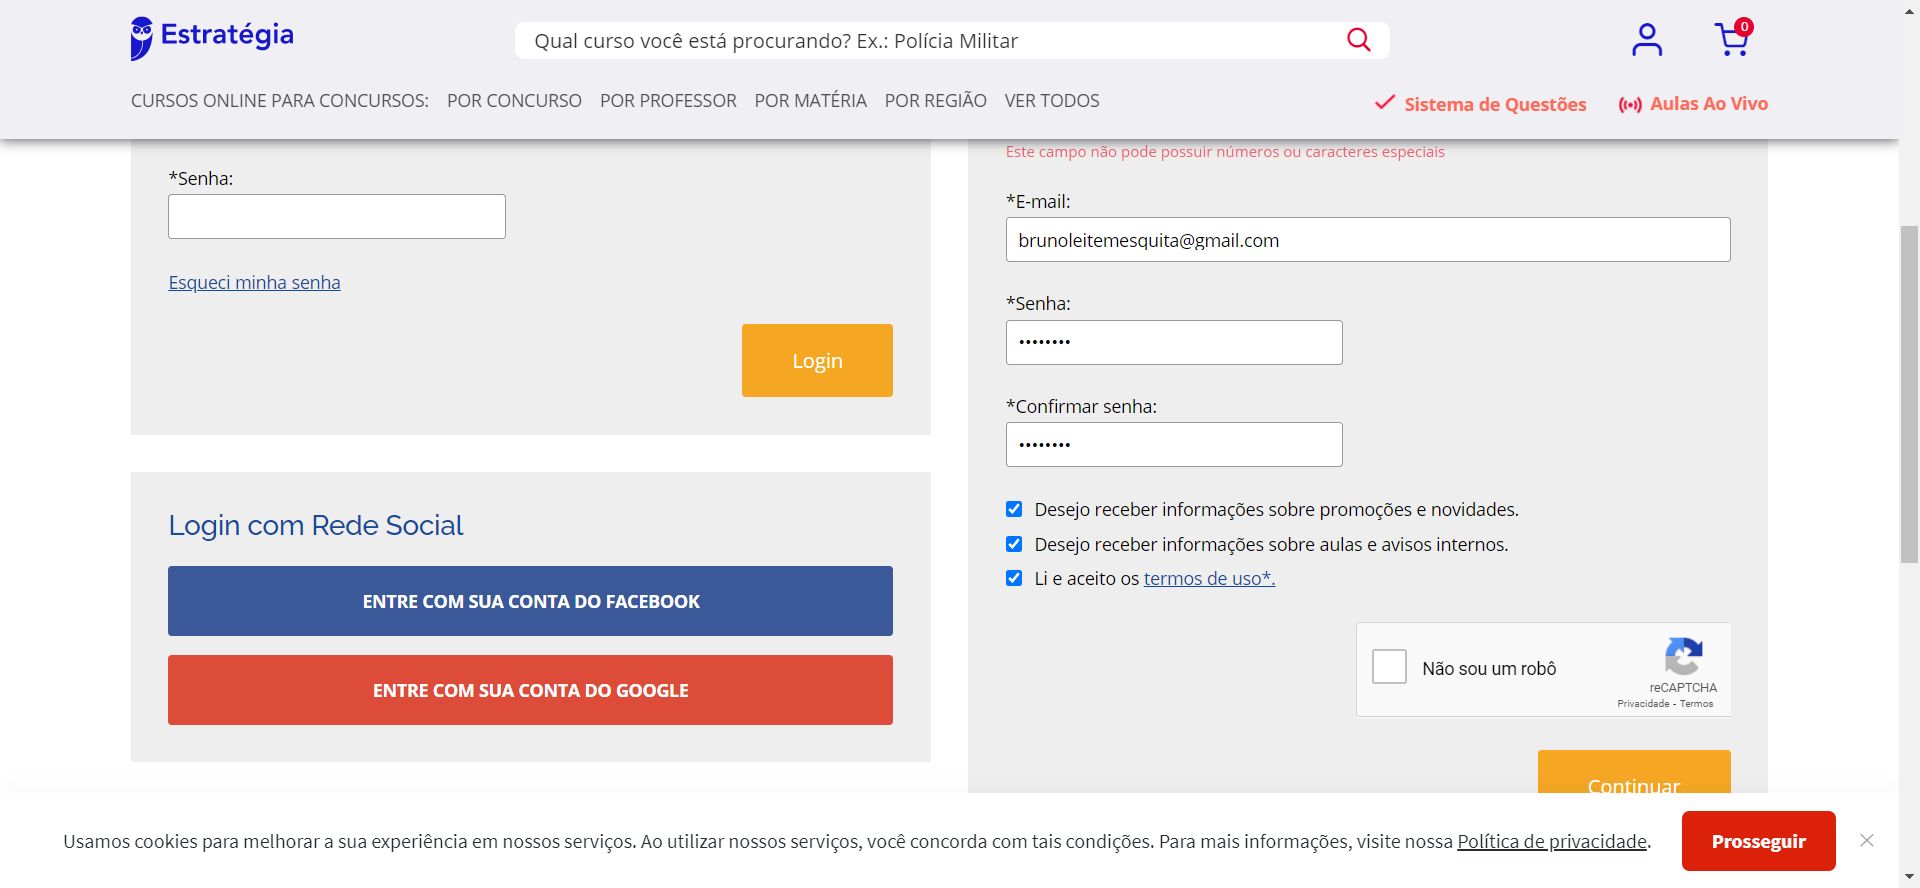 Estratégia
Qual curso você está procurando? Ex.: Polícia Militar
0
CURSOS ONLINE PARA CONCURSOS: POR CONCURSO POR PROFESSOR POR MATÉRIA POR REGIÃO VER TODOS
Sistema de Questões
Aulas Ao Vivo
*Senha:
Esqueci minha senha
Login
Login com Rede Social
ENTRE COM SUA CONTA DO FACEBOOK
ENTRE COM SUA CONTA DO GOOGLE
Este campo não pode possuir números ou caracteres especiais
*E-mail:
brunoleitemesquita@gmail.com
*Senha:
••••••••
*Confirmar senha:
••••••••
Desejo receber informações sobre promoções e novidades.
Desejo receber informações sobre aulas e avisos internos.
Li e aceito os termos de uso*.
Não sou um robô
reCAPTCHA
Privacidade - Termos
Continuar
Usamos cookies para melhorar a sua experiência em nossos serviços. Ao utilizar nossos serviços, você concorda com tais condições. Para mais informações, visite nossa Política de privacidade.
Prosseguir